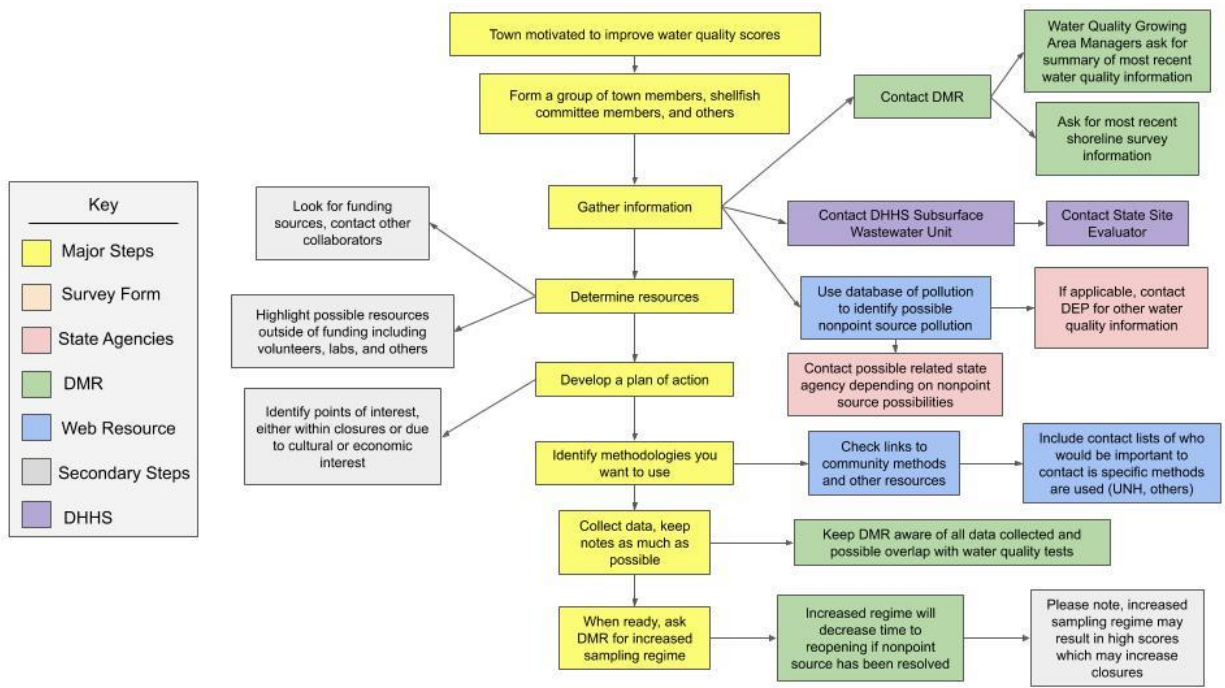 Town motivated to improve water quality scores
Form a group of town members, shellfish
committee members, and others
Gather information
Contact DMR
Water Quality Growing
Area Managers ask for
summary of most recent
water quality information
Ask for most recent
shoreline survey
information
Contact DHHS Subsurface
Wastewater Unit
Contact State Site
Evaluator
Use database of pollution
to identify possible
nonpoint source pollution
If applicable, contact
DEP for other water
quality information
Contact possible related state
agency depending on nonpoint
source possibilities
Determine resources
Look for funding
sources, contact other
collaborators
Highlight possible resources
outside of funding including
volunteers, labs, and others
Develop a plan of action
Identify points of interest,
either within closures or due
to cultural or economic
interest
Identify methodologies you
want to use
Check links to
community methods
and other resources
Include contact lists of who
would be important to
contact is specific methods
are used (UNH, others)
Collect data, keep
notes as much as
possible
Keep DMR aware of all data collected and
possible overlap with water quality tests
When ready, ask
DMR for increased
sampling regime
Increased regime will
decrease time to
reopening if nonpoint
source has been resolved
Please note, increased
sampling regime may
result in high scores
which may increase
closures
Key
Major Steps
Survey Form
State Agencies
DMR
Web Resource
Secondary Steps
DHHS